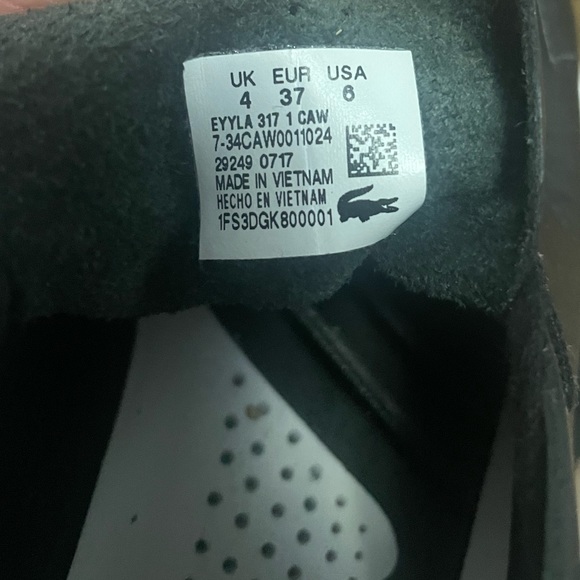 UK EUR USA
4 37 6
EYYLA 317 1 CAW
7-34CAW0011024
29249 0717
MADE IN VIETNAM
HECHO EN VIETNAM
1FS3DGK800001